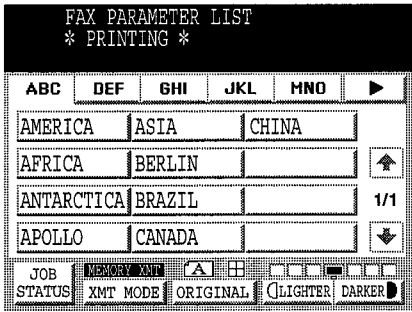 FAX PARAMETER LIST
* PRINTING *
ABC DEF GHI JKL MNO
AMERICA ASIA CHINA
AFRICA BERLIN
ANTARCTICA BRAZIL 1/1
APOLLO CANADA
JOB STATUS
MEMORY XMT A
XMT MODE ORIGINAL LIGHTER DARKER